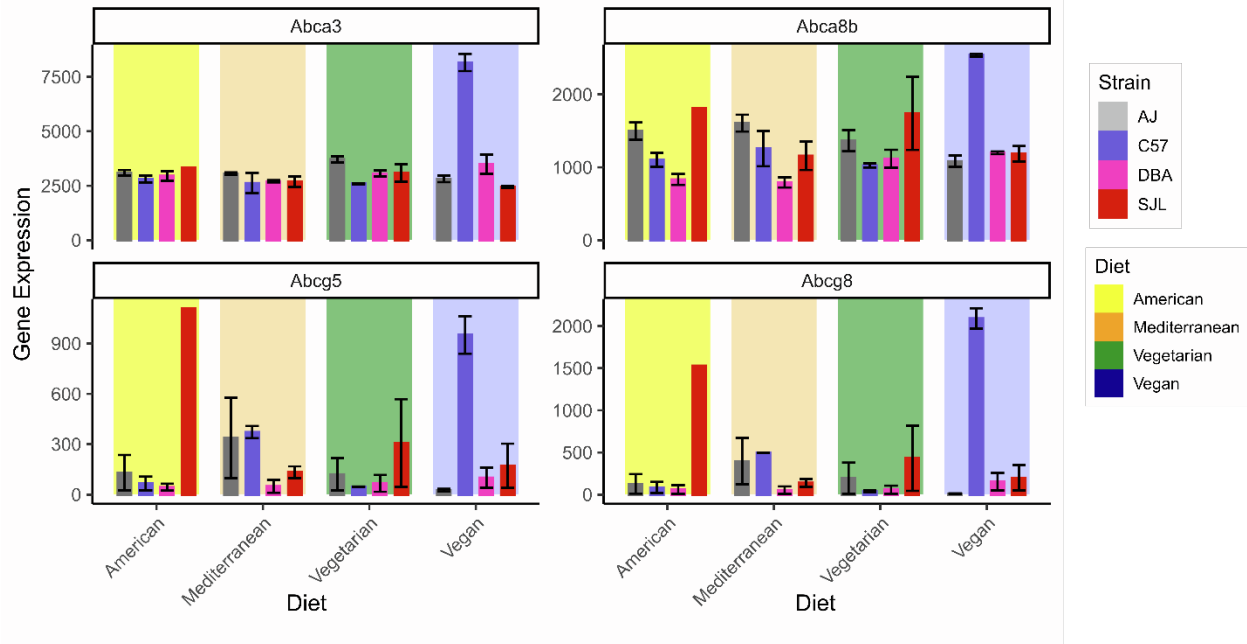 Abca3
Abca8b
7500
5000
2500
0
2000
1000
0
Abcg5
Abcg8
900
600
300
0
2000
1500
1000
500
0
Gene Expression
American
Mediterranean
Vegetarian
Vegan
American
Mediterranean
Vegetarian
Vegan
Diet
Diet
Strain
AJ
C57
DBA
SJL
Diet
American
Mediterranean
Vegetarian
Vegan